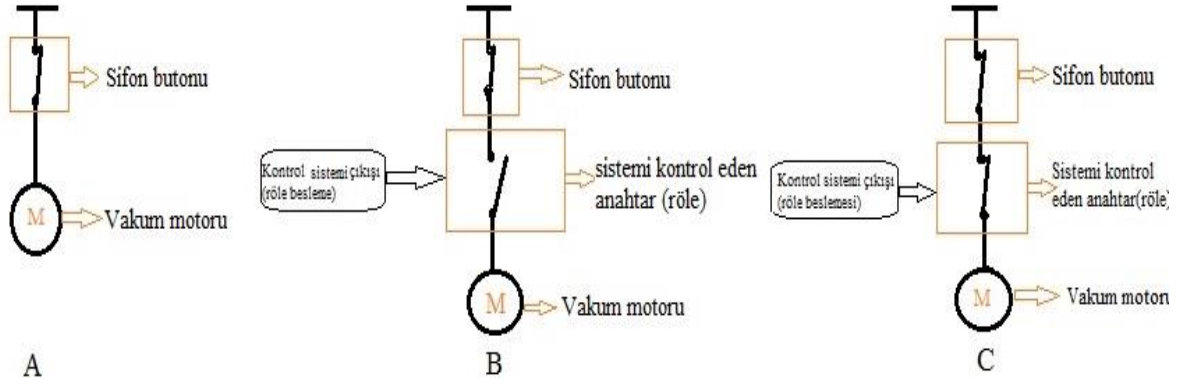 Sifon butonu
M
Vakum motoru
A
Sifon butonu
Kontrol sistemi çıkışı
(röle besleme)
sistemi kontrol eden
anahtar (röle)
M
Vakum motoru
B
Sifon butonu
Kontrol sistemi çıkışı
(röle beslemesi)
Sistemi kontrol
eden anahtar(röle)
M
Vakum motoru
C